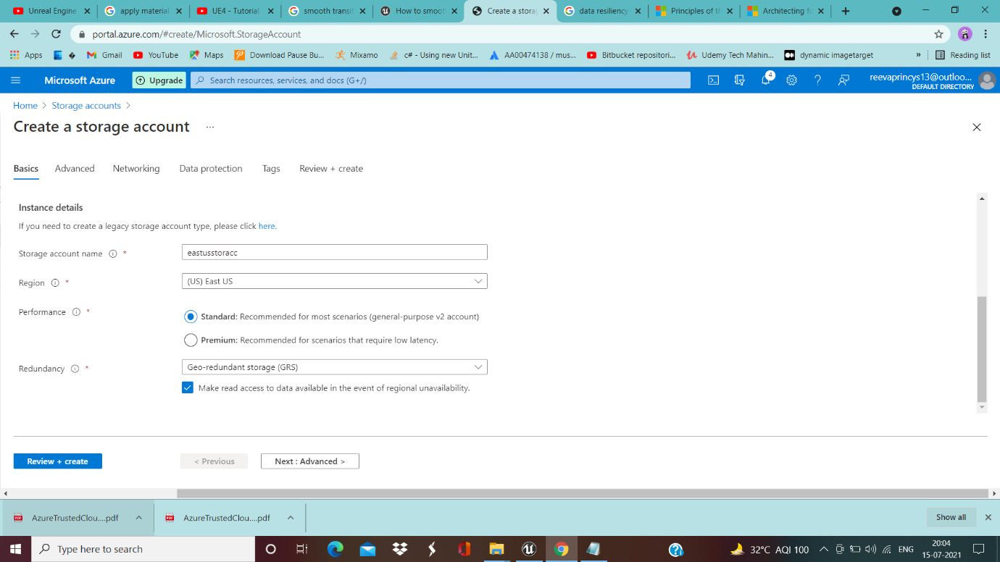 Unreal Engine
apply material
UE4 - Tutorial
smooth transit
How to smoot
Create a storag
data resiliency
Principles of th
Architecting fo
portal.azure.com/#create/Microsoft.StorageAccount
Apps
Gmail
YouTube
Maps
Download Pause Bu...
Mixamo
c# - Using new Unit...
AA00474138 / mus...
Bitbucket repositori...
Udemy Tech Mahin...
dynamic imagetarget
»
Reading list
Microsoft Azure
Upgrade
Search resources, services, and docs (G+/)
4
reevaprincys13@outloo...
DEFAULT DIRECTORY
Home > Storage accounts >
Create a storage account ...
Basics
Advanced
Networking
Data protection
Tags
Review + create
Instance details
If you need to create a legacy storage account type, please click here.
Storage account name *
eastusstoracc
Region *
(US) East US
Performance *
Standard: Recommended for most scenarios (general-purpose v2 account)
Premium: Recommended for scenarios that require low latency.
Redundancy *
Geo-redundant storage (GRS)
Make read access to data available in the event of regional unavailability.
Review + create
< Previous
Next : Advanced >
AzureTrustedClou....pdf
AzureTrustedClou....pdf
Show all
Type here to search
32°C AQI 100
ENG
20:04
15-07-2021